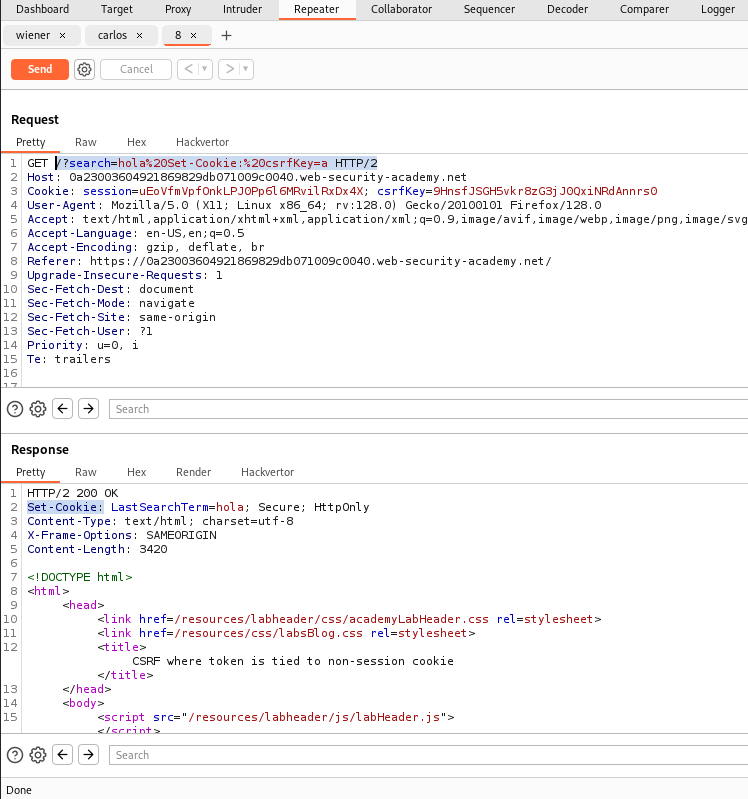 Dashboard Target Proxy Intruder Repeater Collaborator Sequencer Decoder Comparer Logger
wiener × carlos × 8 × +
Send Cancel < ▾ > ▾
Request
Pretty Raw Hex Hackvertor
1 GET /?search=hola%20Set-Cookie:%20csrfKey=a HTTP/2
2 Host: 0a23003604921869829db071009c0040.web-security-academy.net
3 Cookie: session=uEoVfmVpfOnkLPJ0Pp6l6MRvilRxDx4X; csrfKey=9HnsfJSGH5vkr8zG3jJ0QxiNRdAnnrs0
4 User-Agent: Mozilla/5.0 (X11; Linux x86_64; rv:128.0) Gecko/20100101 Firefox/128.0
5 Accept: text/html,application/xhtml+xml,application/xml;q=0.9,image/avif,image/webp,image/png,image/svg
6 Accept-Language: en-US,en;q=0.5
7 Accept-Encoding: gzip, deflate, br
8 Referer: https://0a23003604921869829db071009c0040.web-security-academy.net/
9 Upgrade-Insecure-Requests: 1
10 Sec-Fetch-Dest: document
11 Sec-Fetch-Mode: navigate
12 Sec-Fetch-Site: same-origin
13 Sec-Fetch-User: ?1
14 Priority: u=0, i
15 Te: trailers
16
17
Search
Response
Pretty Raw Hex Render Hackvertor
1 HTTP/2 200 OK
2 Set-Cookie: LastSearchTerm=hola; Secure; HttpOnly
3 Content-Type: text/html; charset=utf-8
4 X-Frame-Options: SAMEORIGIN
5 Content-Length: 3420
6
7 <!DOCTYPE html>
8 <html>
9 <head>
10 <link href=/resources/labheader/css/academyLabHeader.css rel=stylesheet>
11 <link href=/resources/css/labsBlog.css rel=stylesheet>
12 <title>
CSRF where token is tied to non-session cookie
</title>
13 </head>
14 <body>
15 <script src="/resources/labheader/js/labHeader.js">
</script>
Search
Done